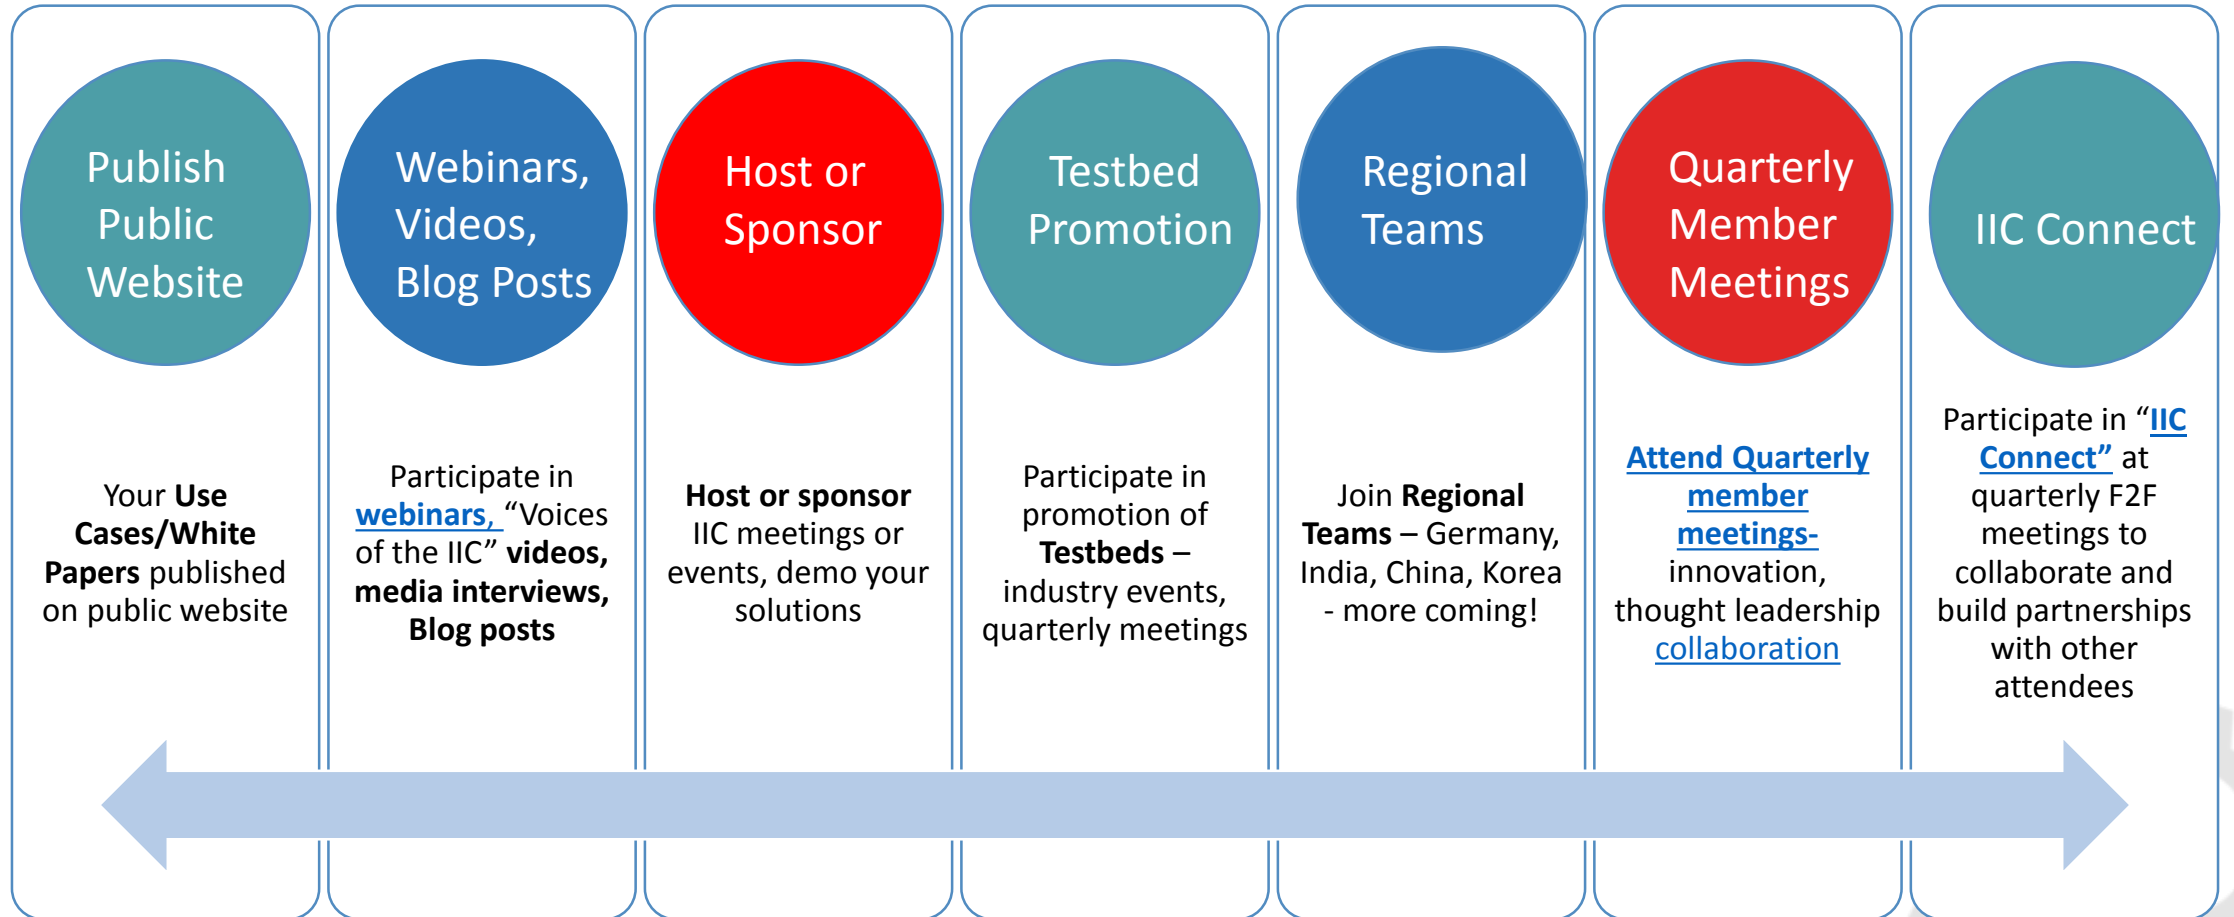 Publish
Public
Website
Your Use
Cases/White
Papers published
on public website
Webinars,
Videos,
Blog Posts
Participate in
webinars, “Voices
of the IIC” videos,
media interviews,
Blog posts
Host or
Sponsor
Host or sponsor
IIC meetings or
events, demo your
solutions
Testbed
Promotion
Participate in
promotion of
Testbeds –
industry events,
quarterly meetings
Regional
Teams
Join Regional
Teams – Germany,
India, China, Korea
- more coming!
Quarterly
Member
Meetings
Attend Quarterly
member
meetings-
innovation,
thought leadership
collaboration
IIC Connect
Participate in “IIC
Connect” at
quarterly F2F
meetings to
collaborate and
build partnerships
with other
attendees